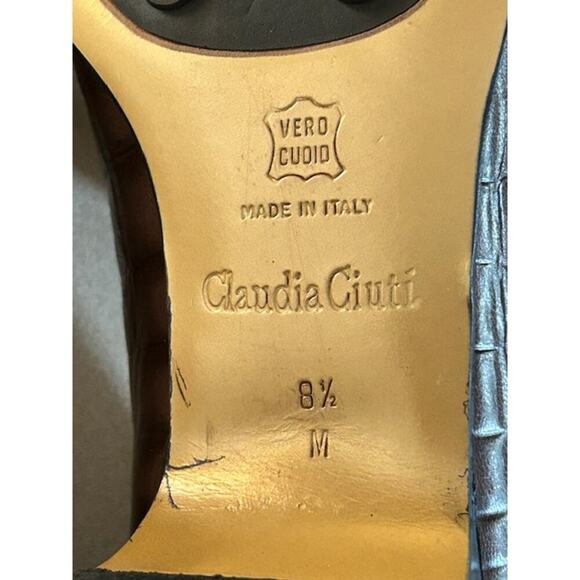 VERO
CUOIO
MADE IN ITALY
Claudia Ciuti
8½
M